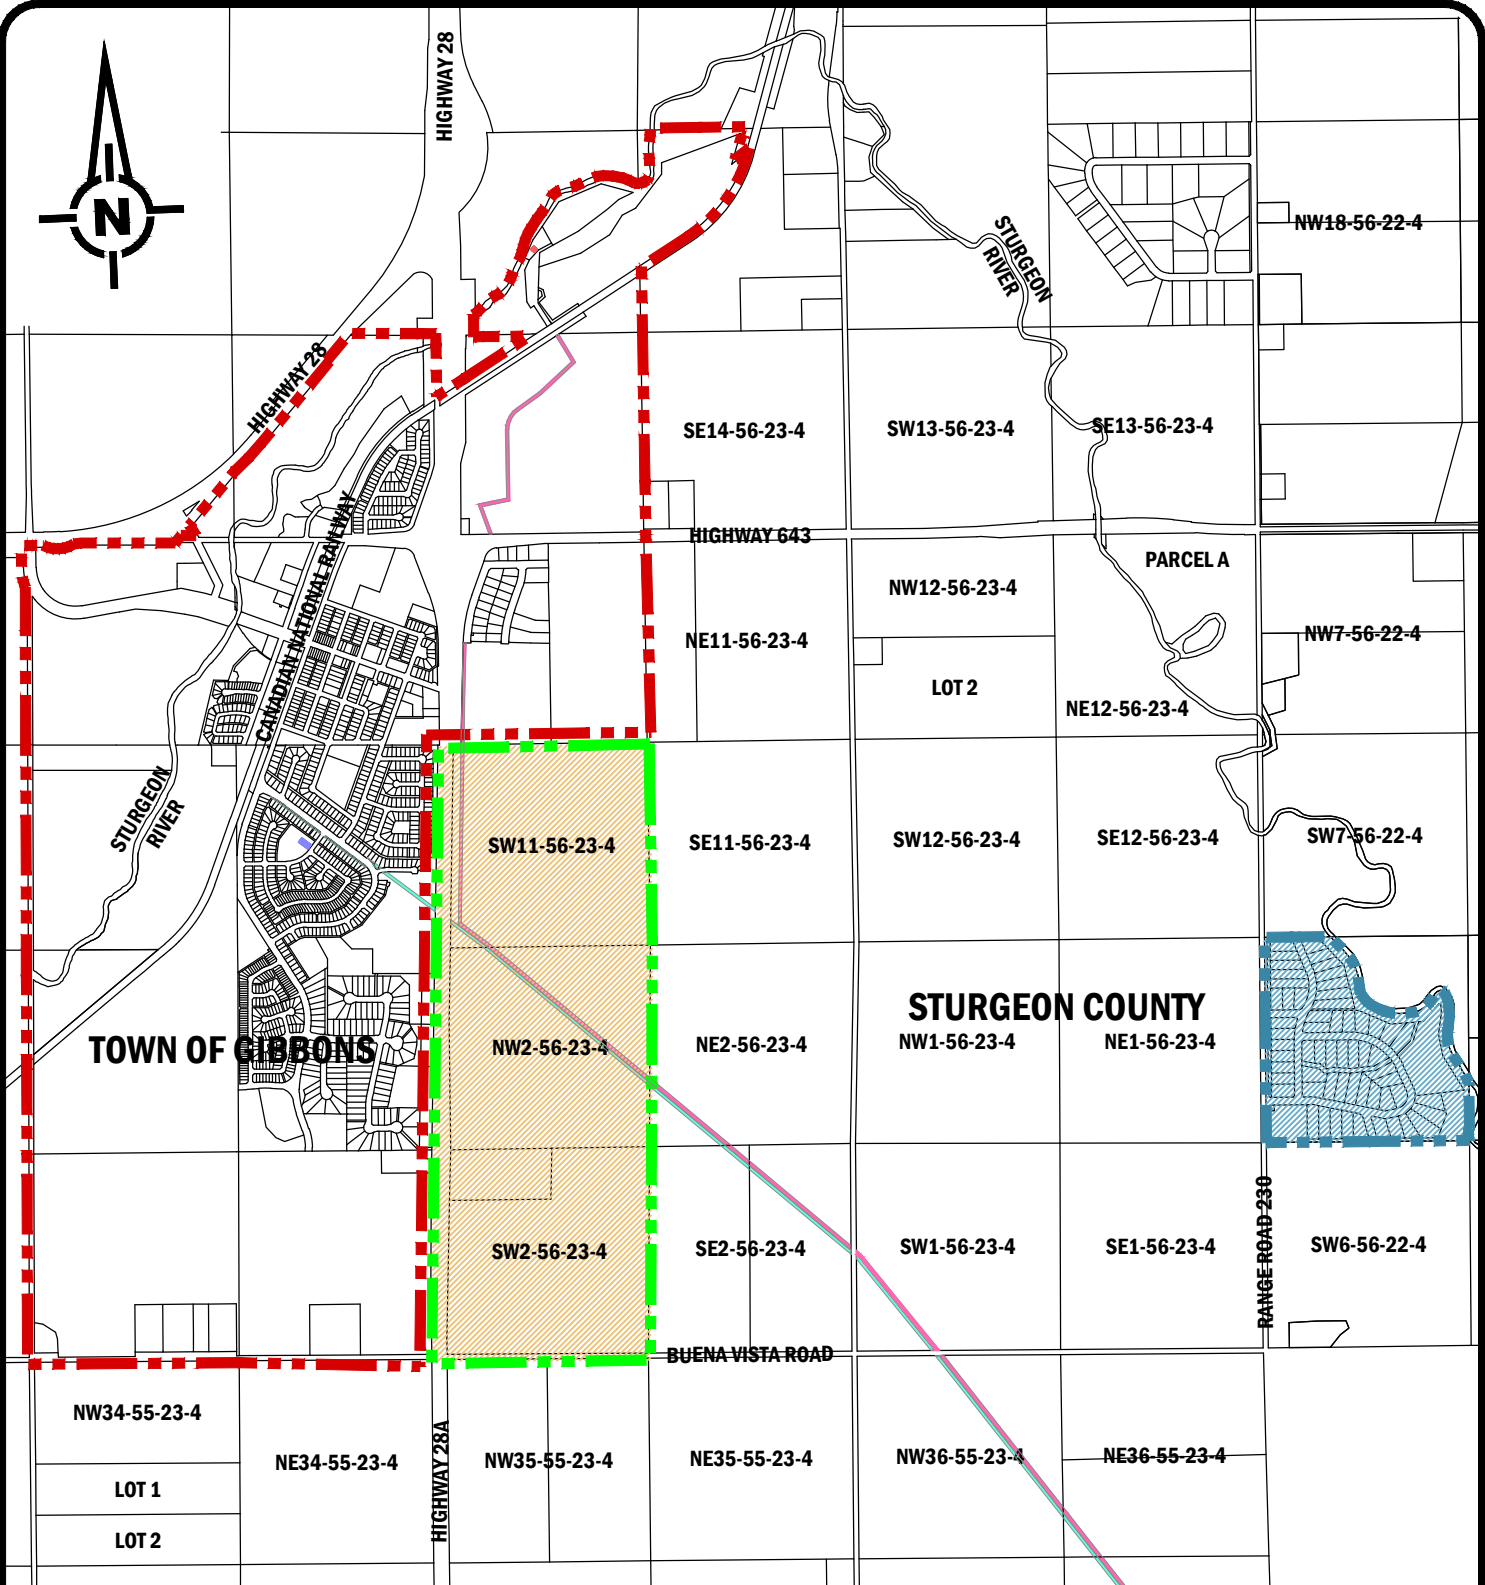 HIGHWAY 28
N
NW18-56-22-4
STURGEON
RIVER
HIGHWAY 28
SE14-56-23-4
SW13-56-23-4
SE13-56-23-4
HIGHWAY 643
PARCEL A
CANADIAN NATIONAL RAILWAY
NW12-56-23-4
NE11-56-23-4
NW7-56-22-4
LOT 2
NE12-56-23-4
STURGEON
RIVER
SW11-56-23-4
SE11-56-23-4
SW12-56-23-4
SE12-56-23-4
SW7-56-22-4
STURGEON COUNTY
TOWN OF GIBBONS
NW2-56-23-4
NE2-56-23-4
NW1-56-23-4
NE1-56-23-4
SW2-56-23-4
SE2-56-23-4
SW1-56-23-4
SE1-56-23-4
RANGE ROAD 230
SW6-56-22-4
BUENA VISTA ROAD
NW34-55-23-4
NE34-55-23-4
HIGHWAY 28A
NW35-55-23-4
NE35-55-23-4
NW36-55-23-4
NE36-55-23-4
LOT 1
LOT 2